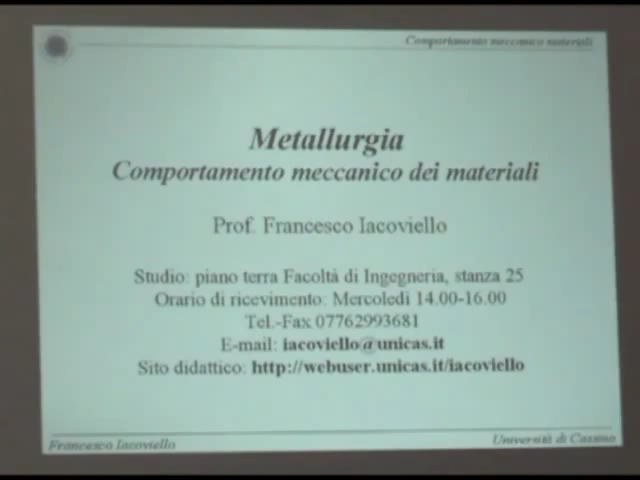 Comportamento meccanico materiali
Metallurgia
Comportamento meccanico dei materiali
Prof. Francesco Iacoviello
Studio: piano terra Facoltà di Ingegneria, stanza 25
Orario di ricevimento: Mercoledì 14.00-16.00
Tel.-Fax 07762993681
E-mail: iacoviello@unicas.it
Sito didattico: http://webuser.unicas.it/iacoviello
Francesco Iacoviello
Università di Cassino